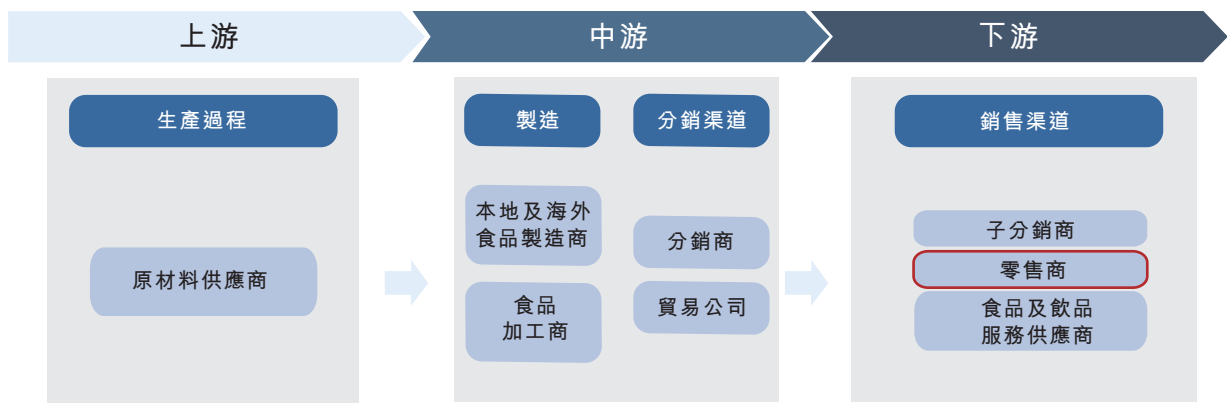 上游
中游
下游
生產過程
原材料供應商
製造
本地及海外
食品製造商
食品
加工商
分銷渠道
分銷商
貿易公司
銷售渠道
子分銷商
零售商
食品及飲品
服務供應商